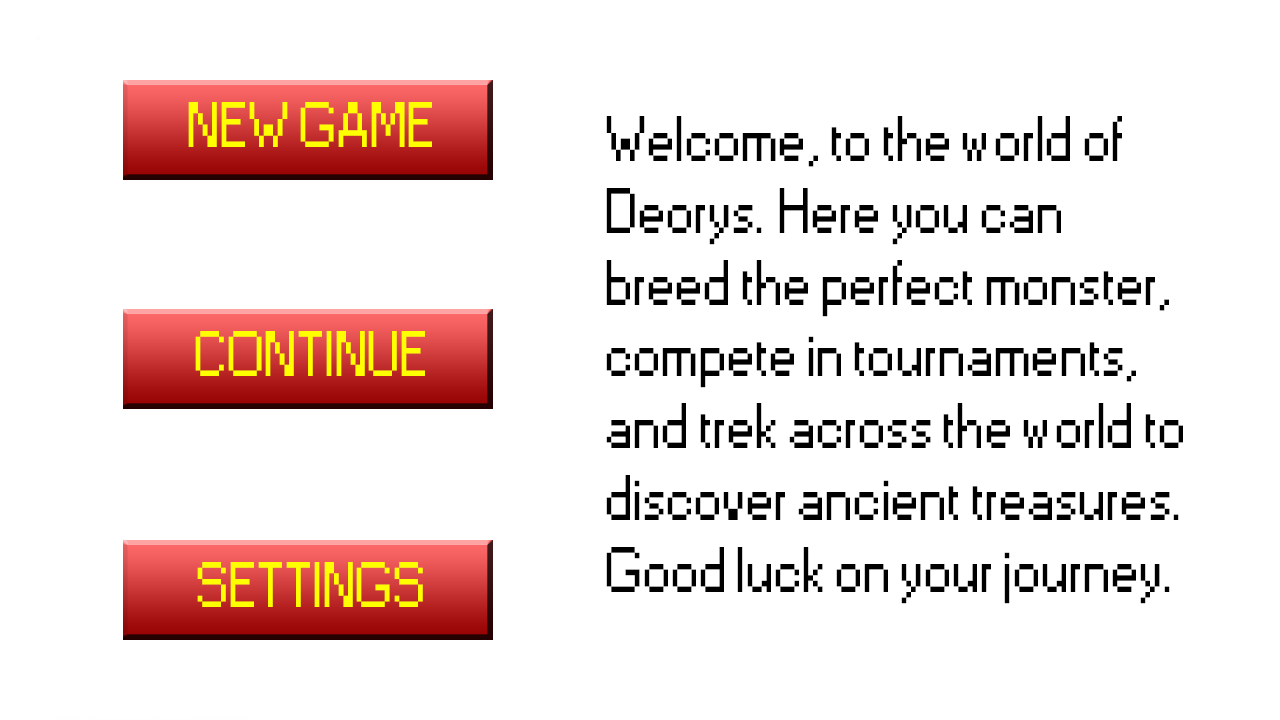 NEW GAME
CONTINUE
SETTINGS
Welcome, to the world of
Deorys. Here you can
breed the perfect monster,
compete in tournaments,
and trek across the world to
discover ancient treasures.
Good luck on your journey.